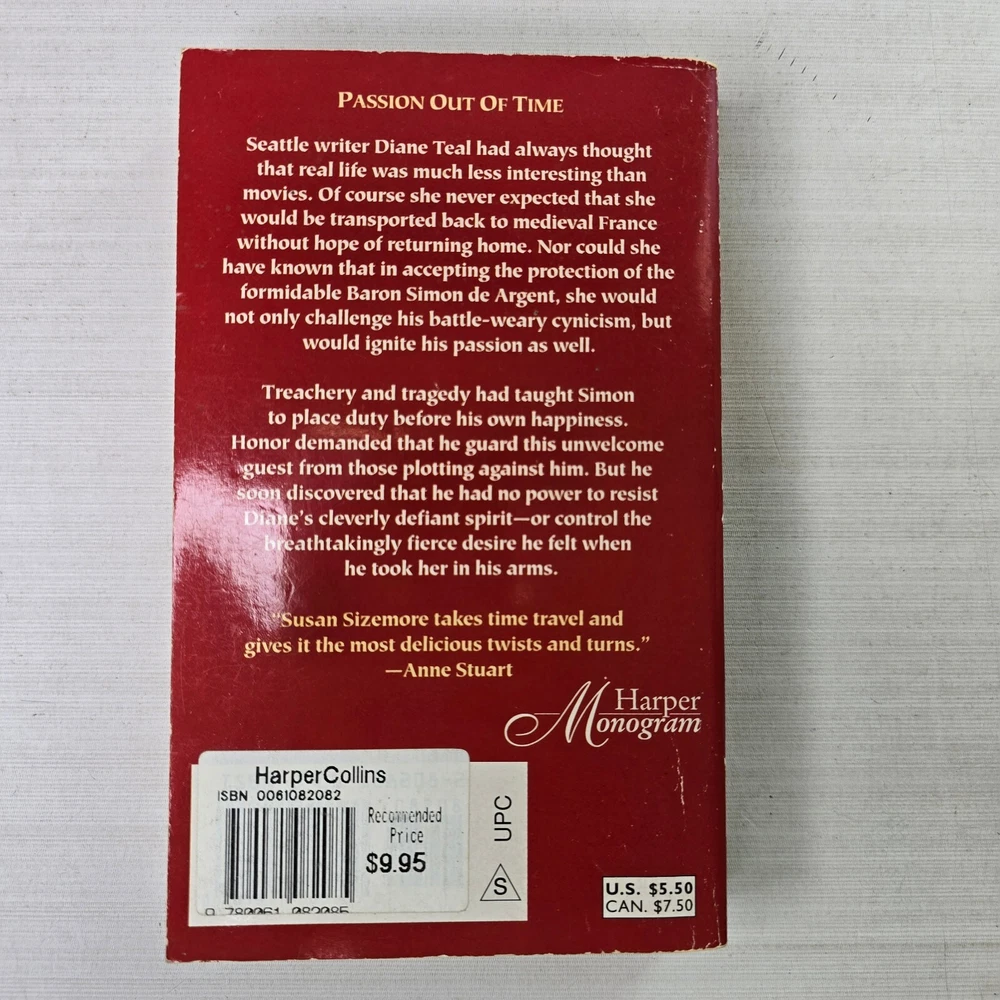 PASSION OUT OF TIME
Seattle writer Diane Teal had always thought
that real life was much less interesting than
movies. Of course she never expected that she
would be transported back to medieval France
without hope of returning home. Nor could she
have known that in accepting the protection of the
formidable Baron Simon de Argent, she would
not only challenge his battle-weary cynicism, but
would ignite his passion as well.
Treachery and tragedy had taught Simon
to place duty before his own happiness.
Honor demanded that he guard this unwelcome
guest from those plotting against him. But he
soon discovered that he had no power to resist
Diane's cleverly defiant spirit—or control the
breathtakingly fierce desire he felt when
he took her in his arms.
"Susan Sizemore takes time travel and
gives it the most delicious twists and turns."
—Anne Stuart
Harper
Monogram
HarperCollins
ISBN 0061082082
Recommended
Price
$9.95
9 780061 082085
UPC
S
U.S. $5.50
CAN. $7.50